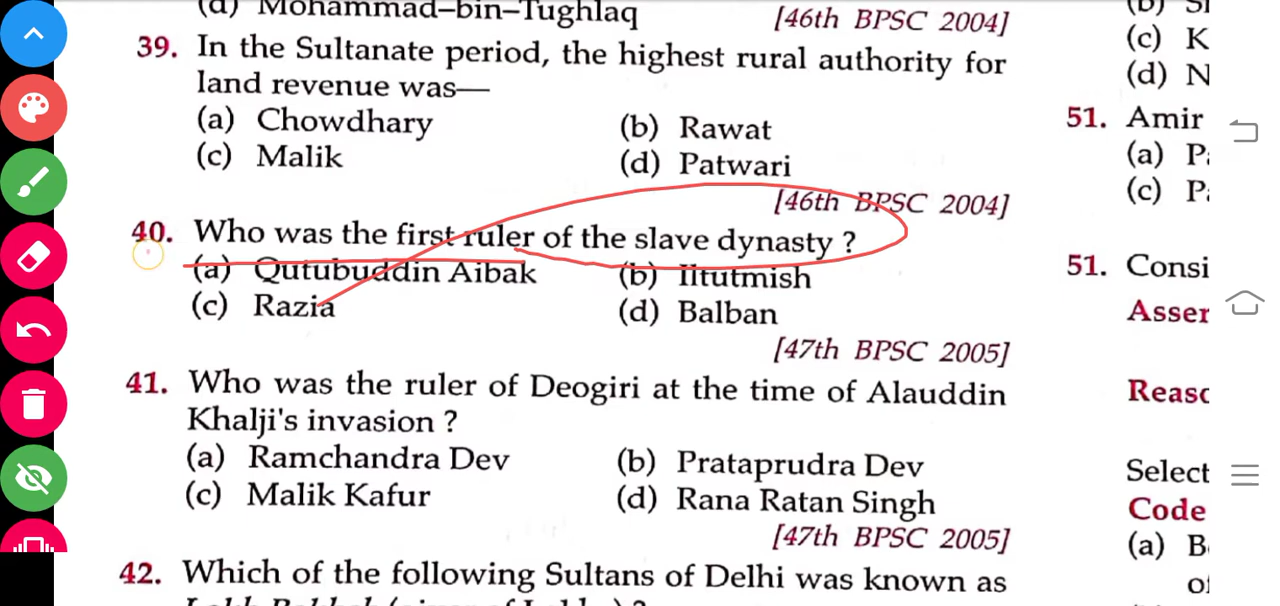 (d) Mohammad–bin–Tughlaq
[46th BPSC 2004]
39. In the Sultanate period, the highest rural authority for
land revenue was—
(a) Chowdhary (b) Rawat
(c) Malik (d) Patwari
[46th BPSC 2004]
40. Who was the first ruler of the slave dynasty ?
(a) Qutubuddin Aibak (b) Iltutmish
(c) Razia (d) Balban
[47th BPSC 2005]
41. Who was the ruler of Deogiri at the time of Alauddin
Khalji's invasion ?
(a) Ramchandra Dev (b) Prataprudra Dev
(c) Malik Kafur (d) Rana Ratan Singh
[47th BPSC 2005]
42. Which of the following Sultans of Delhi was known as
(c) K
(d) N
51. Amir
(a) P
(c) P
51. Consi
Asser
Reaso
Select
Code
(a) B
of